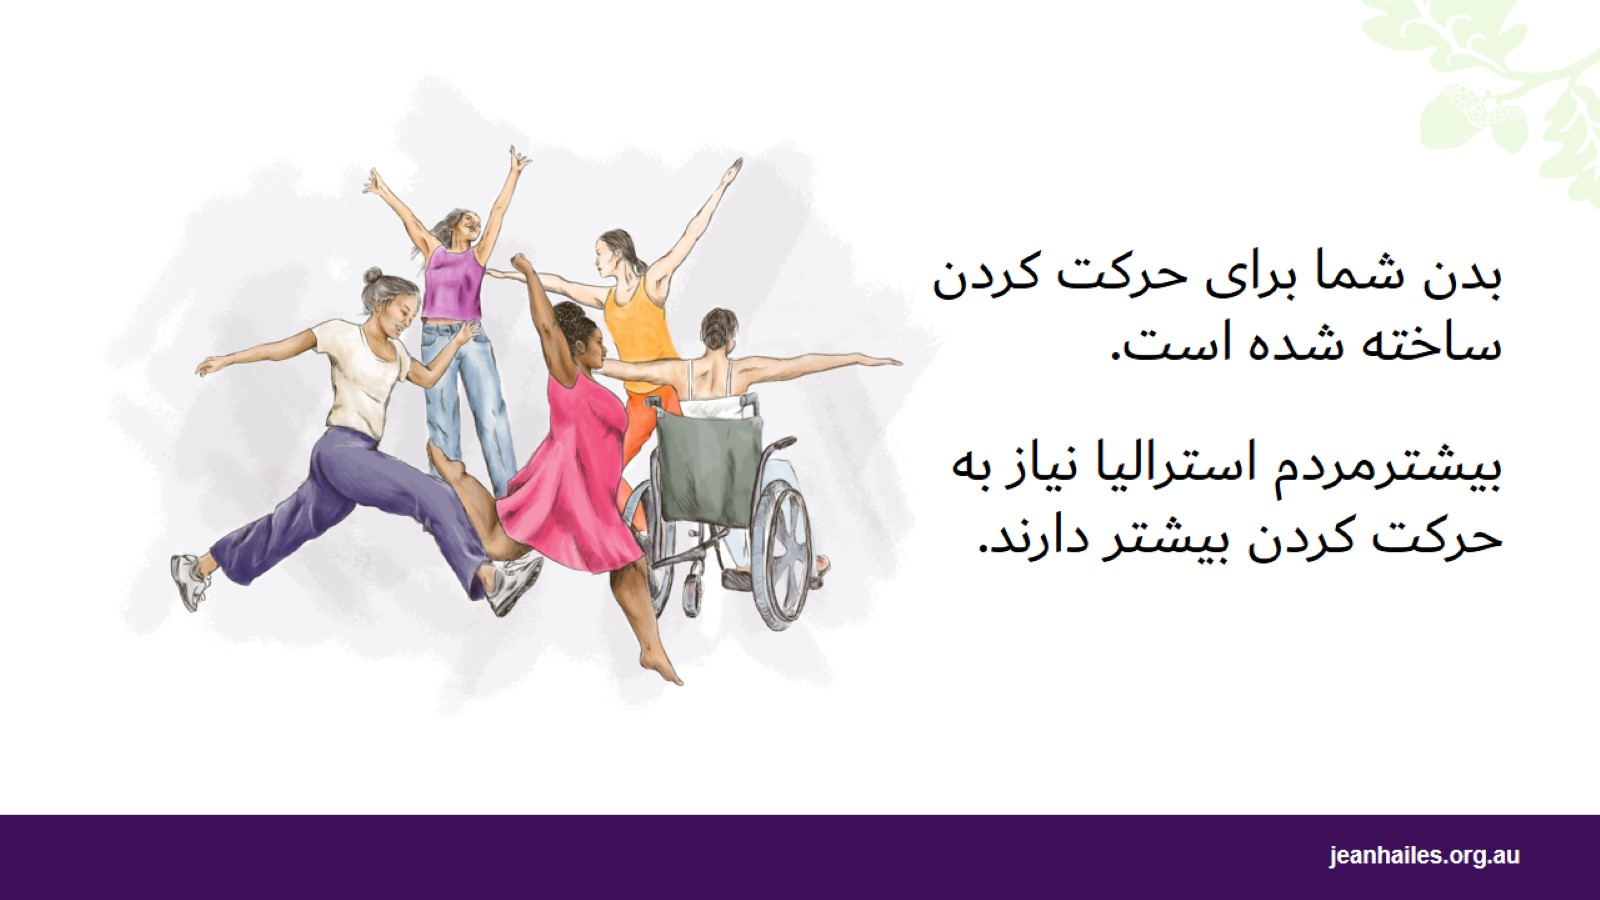 بدن شما برای حرکت کردن
ساخته شده است.
بیشترمردم استرالیا نیاز به
حرکت کردن بیشتر دارند.
jeanhailes.org.au